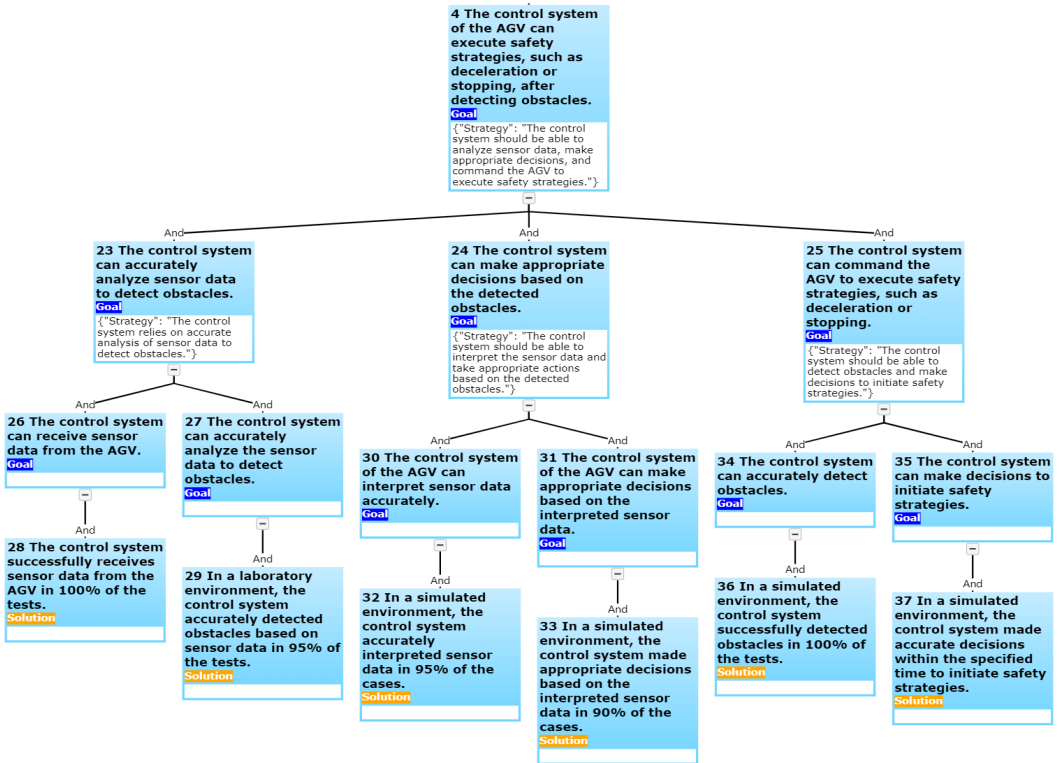 4 The control system
of the AGV can
execute safety
strategies, such as
deceleration or
stopping, after
detecting obstacles.
Goal
{"Strategy": "The control
system should be able to
analyze sensor data, make
appropriate decisions, and
command the AGV to
execute safety strategies."}
And
And
And
23 The control system
can accurately
analyze sensor data
to detect obstacles.
Goal
{"Strategy": "The control
system relies on accurate
analysis of sensor data to
detect obstacles."}
24 The control system
can make appropriate
decisions based on
the detected
obstacles.
Goal
{"Strategy": "The control
system should be able to
interpret the sensor data and
take appropriate actions
based on the detected
obstacles."}
25 The control system
can command the
AGV to execute safety
strategies, such as
deceleration or
stopping.
Goal
{"Strategy": "The control
system should be able to
detect obstacles and make
decisions to initiate safety
strategies."}
And
And
And
And
And
And
26 The control system
can receive sensor
data from the AGV.
Goal
27 The control system
can accurately
analyze the sensor
data to detect
obstacles.
Goal
30 The control system
of the AGV can
interpret sensor data
accurately.
Goal
31 The control system
of the AGV can make
appropriate decisions
based on the
interpreted sensor
data.
Goal
34 The control system
can accurately detect
obstacles.
Goal
35 The control system
can make decisions to
initiate safety
strategies.
Goal
And
And
And
And
And
And
28 The control system
successfully receives
sensor data from the
AGV in 100% of the
tests.
Solution
29 In a laboratory
environment, the
control system
accurately detected
obstacles based on
sensor data in 95% of
the tests.
Solution
32 In a simulated
environment, the
control system
accurately
interpreted sensor
data in 95% of the
cases.
Solution
33 In a simulated
environment, the
control system made
appropriate decisions
based on the
interpreted sensor
data in 90% of the
cases.
Solution
36 In a simulated
environment, the
control system
successfully detected
obstacles in 100% of
the tests.
Solution
37 In a simulated
environment, the
control system made
accurate decisions
within the specified
time to initiate safety
strategies.
Solution